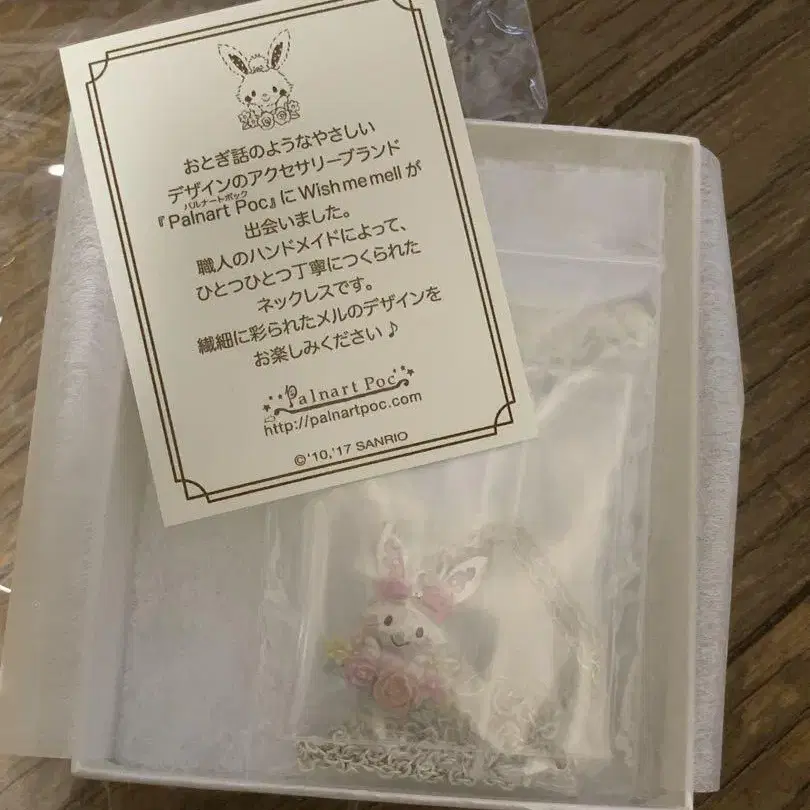 おとぎ話のようなやさしい
デザインのアクセサリーブランド
『Palnart Poc』にWish me mellが
パルナートポック
出会いました。
職人のハンドメイドによって、
ひとつひとつ丁寧につくられた
ネックレスです。
繊細に彩られたメルのデザインを
お楽しみください♪
Palnart Poc
http://palnartpoc.com
©'10,'17 SANRIO